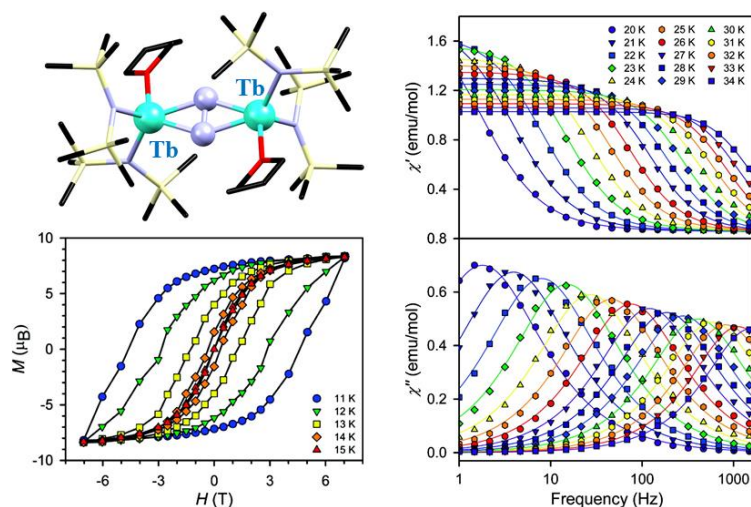 Tb
Tb
M (μB)
10
5
0
-5
-10
-6 -3 0 3 6
H (T)
11 K
12 K
13 K
14 K
15 K
χ′ (emu/mol)
1.6
1.2
0.8
0.4
20 K 25 K 30 K
21 K 26 K 31 K
22 K 27 K 32 K
23 K 28 K 33 K
24 K 29 K 34 K
χ″ (emu/mol)
0.8
0.6
0.4
0.2
0.0
1 10 100 1000
Frequency (Hz)